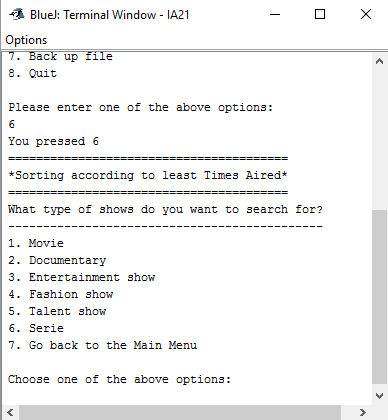 BlueJ: Terminal Window - IA21
Options
7. Back up file
8. Quit
Please enter one of the above options:
6
You pressed 6
========================================
*Sorting according to least Times Aired*
========================================
What type of shows do you want to search for?
---------------------------------------------
1. Movie
2. Documentary
3. Entertainment show
4. Fashion show
5. Talent show
6. Serie
7. Go back to the Main Menu
Choose one of the above options: